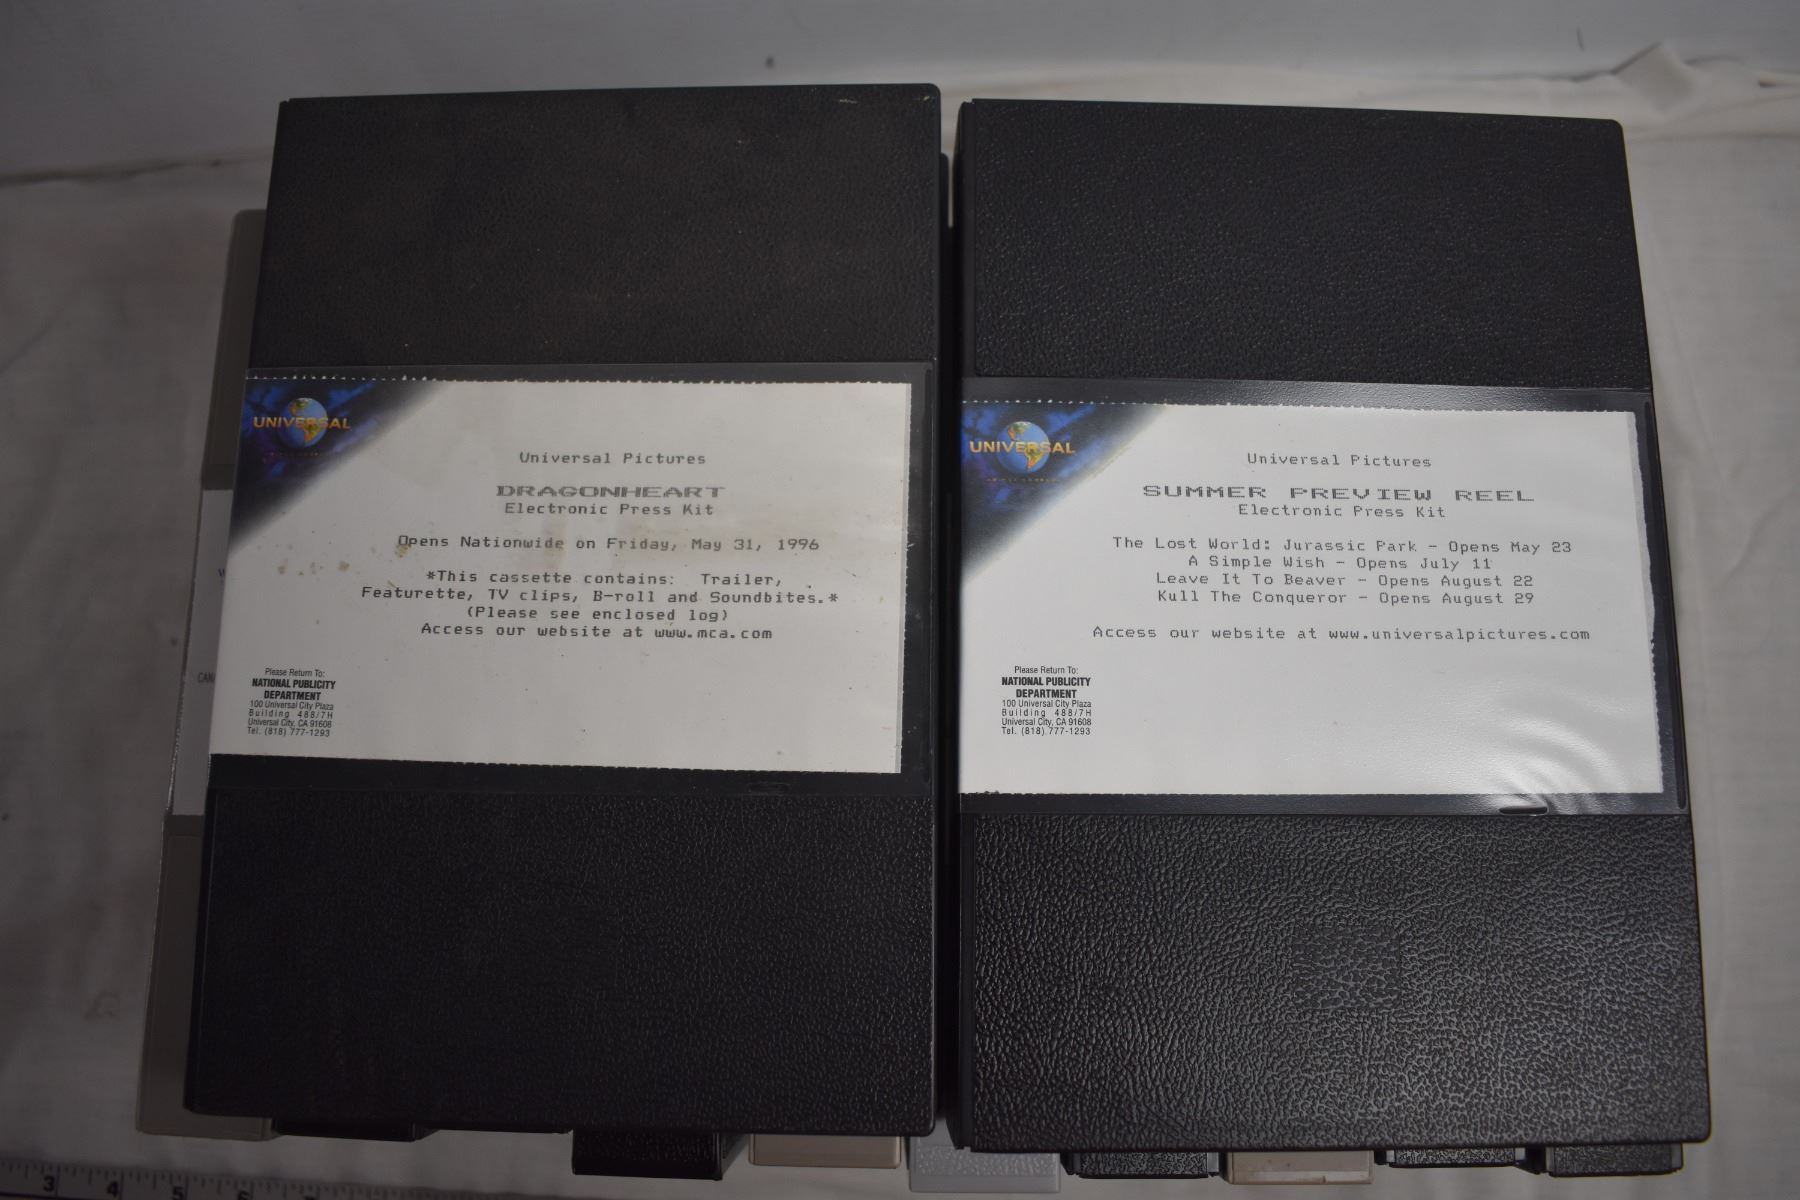 UNIVERSAL
Universal Pictures
DRAGONHEART
Electronic Press Kit
Opens Nationwide on Friday, May 31, 1996
*This cassette contains: Trailer,
Featurette, TV clips, B-roll and Soundbites.*
(Please see enclosed log)
Access our website at www.mca.com
Please Return To:
NATIONAL PUBLICITY
DEPARTMENT
100 Universal City Plaza
Building 488/7H
Universal City, CA 91608
Tel. (818) 777-1293
UNIVERSAL
Universal Pictures
SUMMER PREVIEW REEL
Electronic Press Kit
The Lost World: Jurassic Park - Opens May 23
A Simple Wish - Opens July 11
Leave It To Beaver - Opens August 22
Kull The Conqueror - Opens August 29
Access our website at www.universalpictures.com
Please Return To:
NATIONAL PUBLICITY
DEPARTMENT
100 Universal City Plaza
Building 488/7H
Universal City, CA 91608
Tel. (818) 777-1293
CAN
3 4 5 6 7